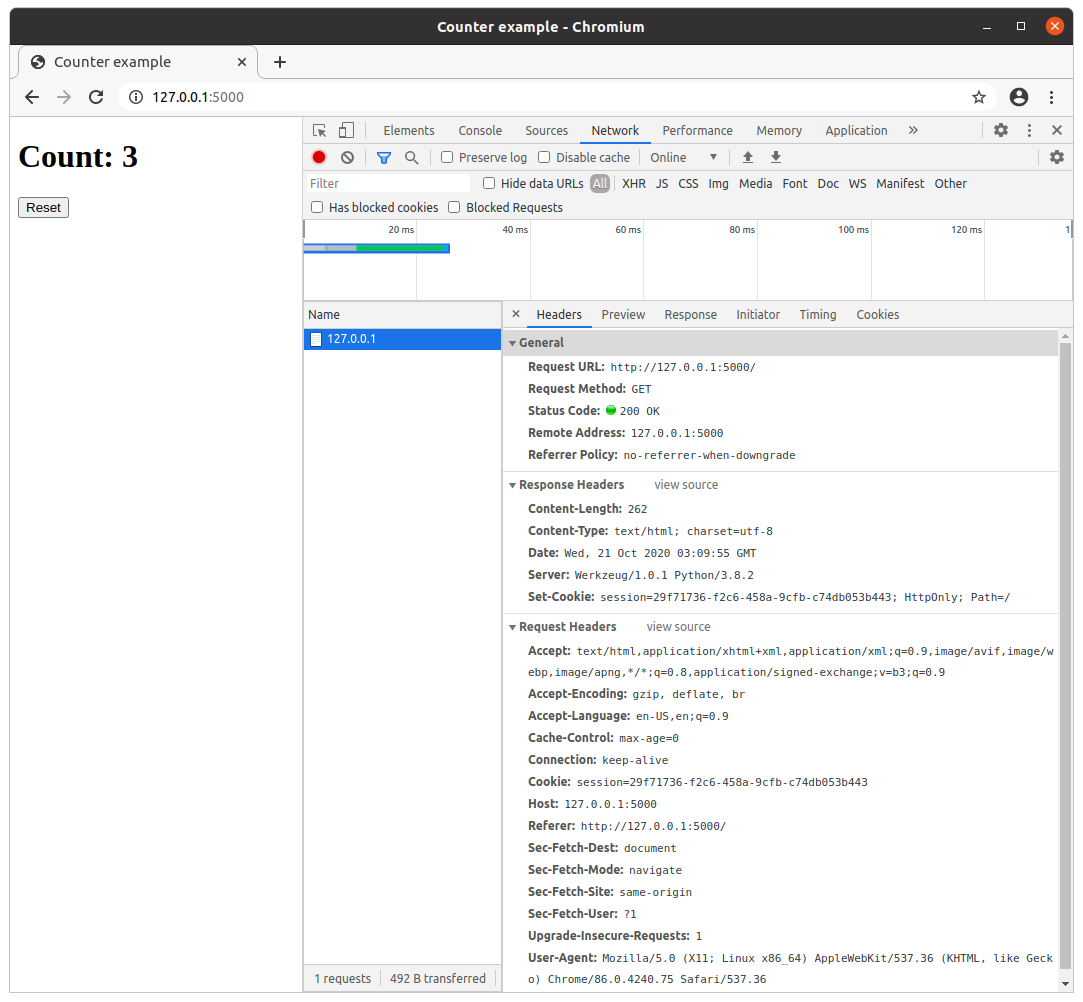 Counter example - Chromium
Counter example
127.0.0.1:5000
Count: 3
Reset
Elements Console Sources Network Performance Memory Application »
Preserve log Disable cache Online
Filter Hide data URLs All XHR JS CSS Img Media Font Doc WS Manifest Other
Has blocked cookies Blocked Requests
20 ms 40 ms 60 ms 80 ms 100 ms 120 ms 1
Name
127.0.0.1
1 requests 492 B transferred
Headers Preview Response Initiator Timing Cookies
General
Request URL: http://127.0.0.1:5000/
Request Method: GET
Status Code: 200 OK
Remote Address: 127.0.0.1:5000
Referrer Policy: no-referrer-when-downgrade
Response Headers view source
Content-Length: 262
Content-Type: text/html; charset=utf-8
Date: Wed, 21 Oct 2020 03:09:55 GMT
Server: Werkzeug/1.0.1 Python/3.8.2
Set-Cookie: session=29f71736-f2c6-458a-9cfb-c74db053b443; HttpOnly; Path=/
Request Headers view source
Accept: text/html,application/xhtml+xml,application/xml;q=0.9,image/avif,image/w
ebp,image/apng,*/*;q=0.8,application/signed-exchange;v=b3;q=0.9
Accept-Encoding: gzip, deflate, br
Accept-Language: en-US,en;q=0.9
Cache-Control: max-age=0
Connection: keep-alive
Cookie: session=29f71736-f2c6-458a-9cfb-c74db053b443
Host: 127.0.0.1:5000
Referer: http://127.0.0.1:5000/
Sec-Fetch-Dest: document
Sec-Fetch-Mode: navigate
Sec-Fetch-Site: same-origin
Sec-Fetch-User: ?1
Upgrade-Insecure-Requests: 1
User-Agent: Mozilla/5.0 (X11; Linux x86_64) AppleWebKit/537.36 (KHTML, like Geck
o) Chrome/86.0.4240.75 Safari/537.36